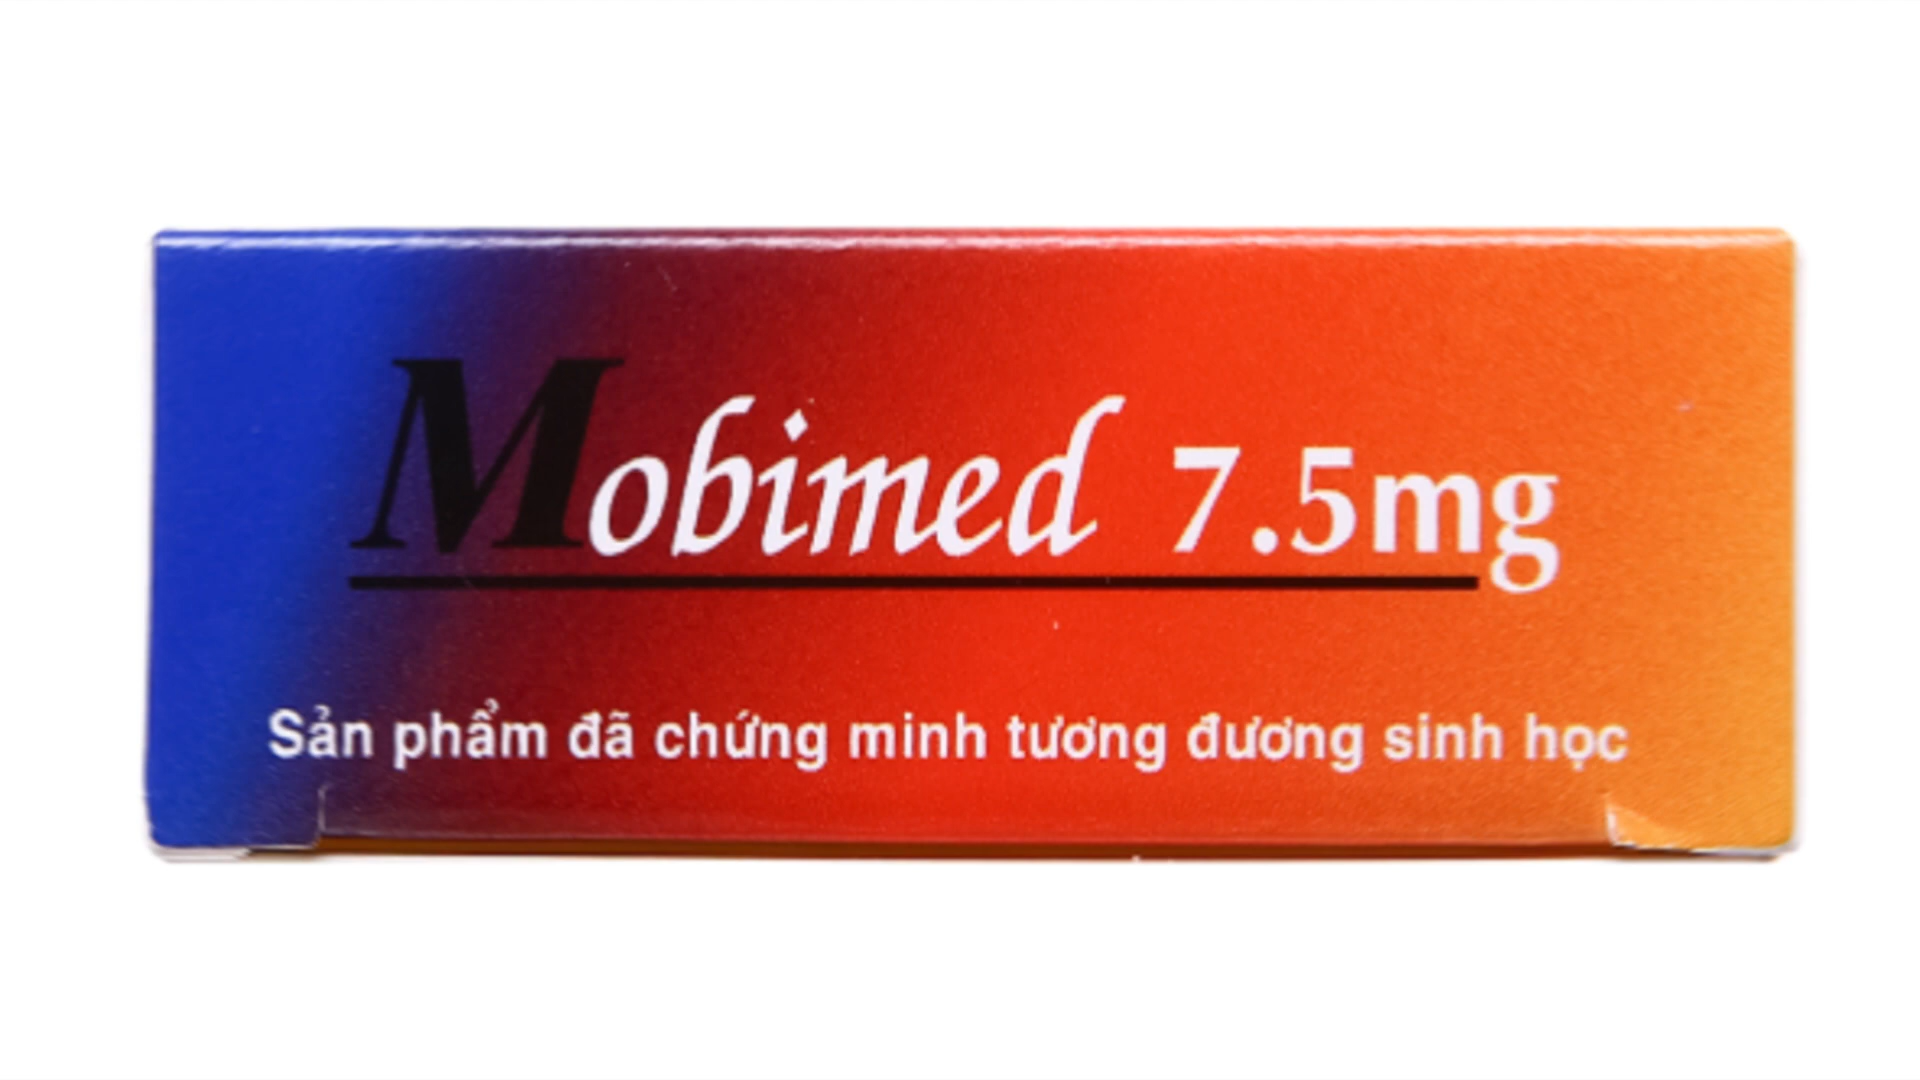 Mobimed 7.5mg
Sản phẩm đã chứng minh tương đương sinh học